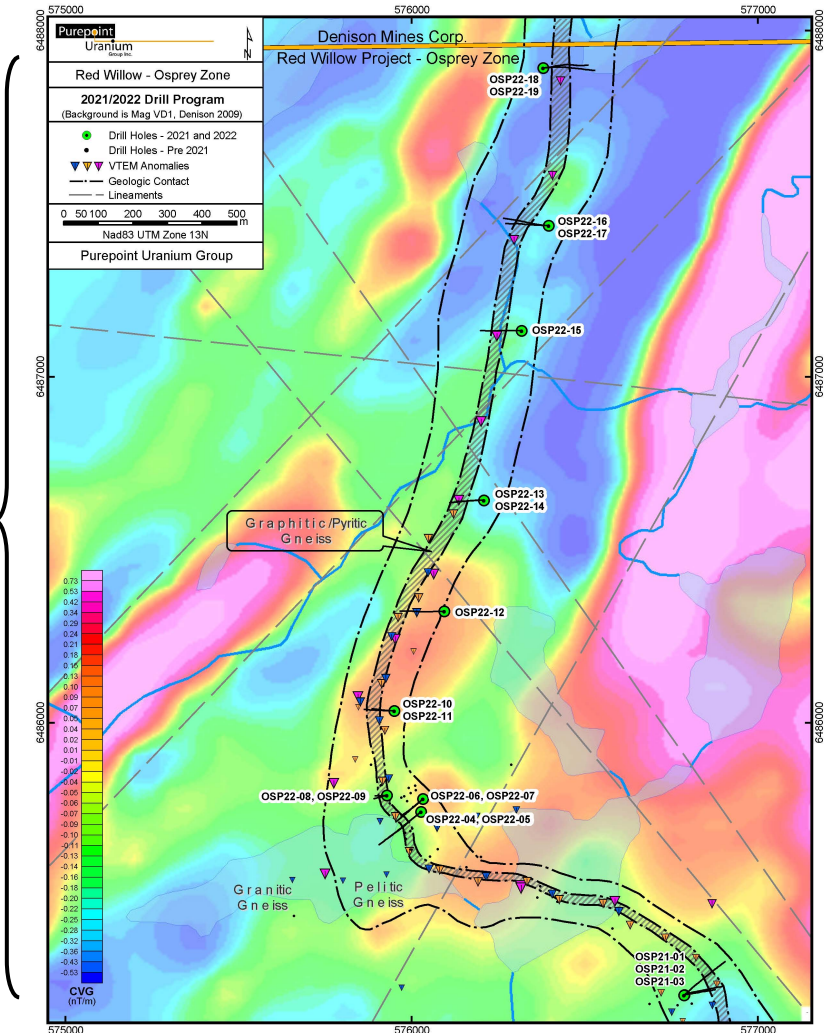 575000
576000
577000
6488000
6488000
Purepoint
Uranium
Group Inc.
N
Red Willow - Osprey Zone
2021/2022 Drill Program
(Background is Mag VD1, Denison 2009)
Drill Holes - 2021 and 2022
Drill Holes - Pre 2021
VTEM Anomalies
Geologic Contact
Lineaments
0 50 100 200 300 400 500
m
Nad83 UTM Zone 13N
Purepoint Uranium Group
Denison Mines Corp.
Red Willow Project - Osprey Zone
OSP22-18
OSP22-19
OSP22-16
OSP22-17
OSP22-15
6487000
6487000
OSP22-13
OSP22-14
Graphitic/Pyritic
Gneiss
OSP22-12
OSP22-10
OSP22-11
6486000
6486000
OSP22-08, OSP22-09
OSP22-06, OSP22-07
OSP22-04, OSP22-05
Granitic
Gneiss
Pelitic
Gneiss
OSP21-01
OSP21-02
OSP21-03
0.73
0.53
0.42
0.34
0.29
0.24
0.21
0.18
0.15
0.13
0.10
0.09
0.07
0.05
0.04
0.02
0.01
-0.01
-0.02
-0.04
-0.05
-0.06
-0.07
-0.09
-0.10
-0.11
-0.13
-0.14
-0.16
-0.18
-0.20
-0.22
-0.25
-0.28
-0.32
-0.36
-0.43
-0.53
CVG
(nT/m)
575000
576000
577000